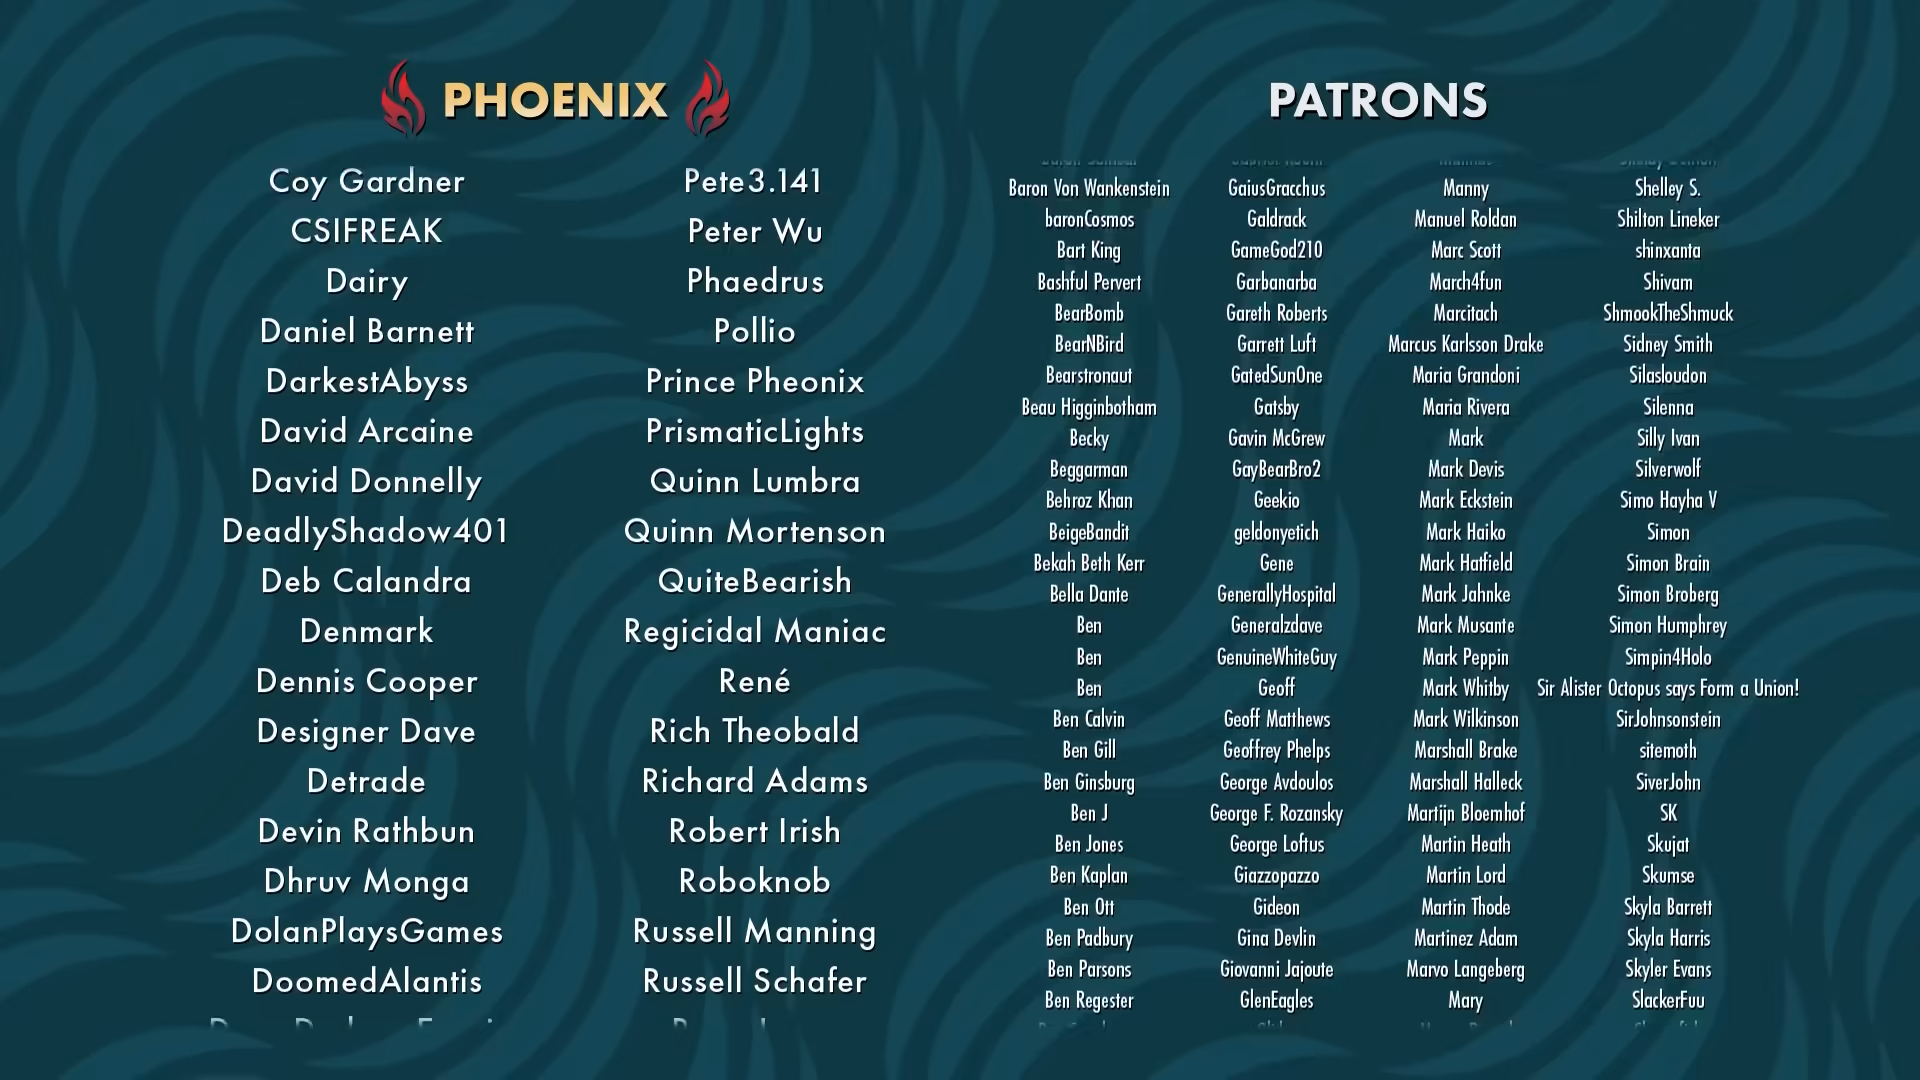 PHOENIX
Coy Gardner
CSIFREAK
Dairy
Daniel Barnett
DarkestAbyss
David Arcaine
David Donnelly
DeadlyShadow401
Deb Calandra
Denmark
Dennis Cooper
Designer Dave
Detrade
Devin Rathbun
Dhruv Monga
DolanPlaysGames
DoomedAlantis
Pete3.141
Peter Wu
Phaedrus
Pollio
Prince Pheonix
PrismaticLights
Quinn Lumbra
Quinn Mortenson
QuiteBearish
Regicidal Maniac
René
Rich Theobald
Richard Adams
Robert Irish
Roboknob
Russell Manning
Russell Schafer
PATRONS
Baron Von Wankenstein
baronCosmos
Bart King
Bashful Pervert
BearBomb
BearNBird
Bearstronaut
Beau Higginbotham
Becky
Beggarman
Behroz Khan
BeigeBandit
Bekah Beth Kerr
Bella Dante
Ben
Ben
Ben
Ben Calvin
Ben Gill
Ben Ginsburg
Ben J
Ben Jones
Ben Kaplan
Ben Ott
Ben Padbury
Ben Parsons
Ben Regester
GaiusGracchus
Galdrack
GameGod210
Garbanarba
Gareth Roberts
Garrett Luft
GatedSunOne
Gatsby
Gavin McGrew
GayBearBro2
Geekio
geldonyetich
Gene
GenerallyHospital
Generalzdave
GenuineWhiteGuy
Geoff
Geoff Matthews
Geoffrey Phelps
George Avdoulos
George F. Rozansky
George Loftus
Giazzopazzo
Gideon
Gina Devlin
Giovanni Jajoute
GlenEagles
Manny
Manuel Roldan
Marc Scott
March4fun
Marcitach
Marcus Karlsson Drake
Maria Grandoni
Maria Rivera
Mark
Mark Devis
Mark Eckstein
Mark Haiko
Mark Hatfield
Mark Jahnke
Mark Musante
Mark Peppin
Mark Whitby
Mark Wilkinson
Marshall Brake
Marshall Halleck
Martijn Bloemhof
Martin Heath
Martin Lord
Martin Thode
Martinez Adam
Marvo Langeberg
Mary
Shelley S.
Shilton Lineker
shinxanta
Shivam
ShmookTheShmuck
Sidney Smith
Silasloudon
Silenna
Silly Ivan
Silverwolf
Simo Hayha V
Simon
Simon Brain
Simon Broberg
Simon Humphrey
Simpin4Holo
Sir Alister Octopus says Form a Union!
SirJohnsonstein
sitemoth
SiverJohn
SK
Skujat
Skumse
Skyla Barrett
Skyla Harris
Skyler Evans
SlackerFuu